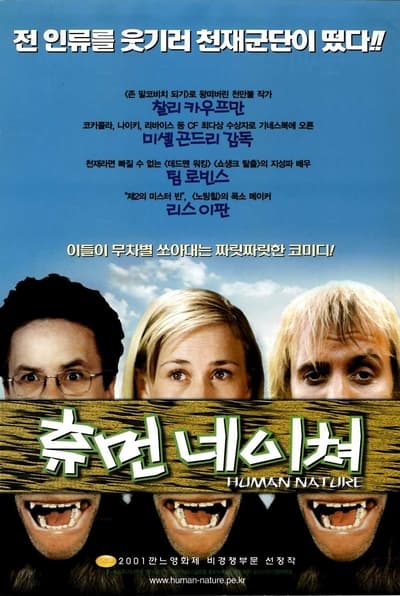 전 인류를 웃기러 천재군단이 떴다!!
<존 말코비치 되기>로 왕떠버린 천만불 작가
촬리 카우프만
코카콜라, 나이키, 리바이스 등 CF 최다상 수상자로 기네스북에 오른
미셸 곤드리 감독
천재라면 빠질 수 없는 <데드맨 워킹> <쇼생크 탈출>의 지성파 배우
팀 로빈스
"제2의 미스터 빈", <노팅힐>의 폭소 메이커
리스 이판
이들이 무차별 쏘아대는 짜릿짜릿한 코미디!
휴먼 네이쳐
HUMAN NATURE
2001 깐느영화제 비경쟁부문 선정작
www.human-nature.pe.kr